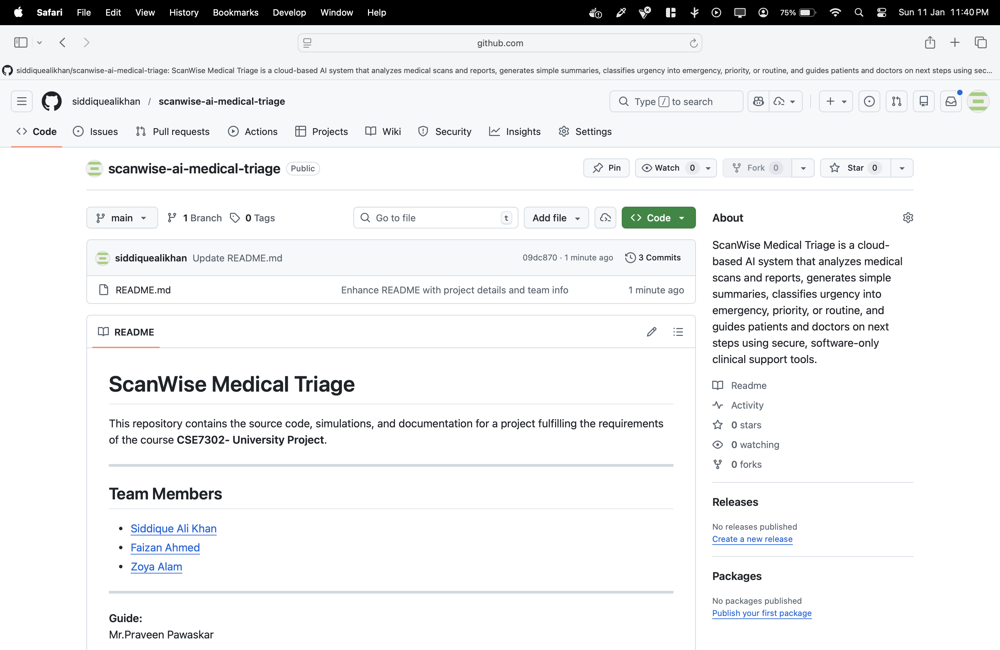 Safari File Edit View History Bookmarks Develop Window Help 75% Sun 11 Jan 11:40 PM
github.com
siddiquealikhan/scanwise-ai-medical-triage: ScanWise Medical Triage is a cloud-based AI system that analyzes medical scans and reports, generates simple summaries, classifies urgency into emergency, priority, or routine, and guides patients and doctors on next steps using sec...
siddiquealikhan / scanwise-ai-medical-triage Type / to search
Code Issues Pull requests Actions Projects Wiki Security Insights Settings
scanwise-ai-medical-triage Public Pin Watch 0 Fork 0 Star 0
main 1 Branch 0 Tags Go to file t Add file Code
siddiquealikhan Update README.md 09dc870 · 1 minute ago 3 Commits
README.md Enhance README with project details and team info 1 minute ago
README
ScanWise Medical Triage
This repository contains the source code, simulations, and documentation for a project fulfilling the requirements
of the course CSE7302- University Project.
Team Members
• Siddique Ali Khan
• Faizan Ahmed
• Zoya Alam
Guide:
Mr.Praveen Pawaskar
About
ScanWise Medical Triage is a cloud-
based AI system that analyzes medical
scans and reports, generates simple
summaries, classifies urgency into
emergency, priority, or routine, and
guides patients and doctors on next
steps using secure, software-only
clinical support tools.
Readme
Activity
0 stars
0 watching
0 forks
Releases
No releases published
Create a new release
Packages
No packages published
Publish your first package